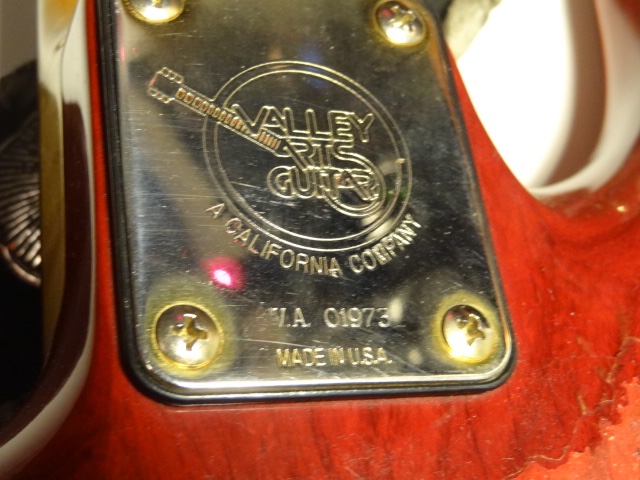 VALLEY
ARTS
GUITAR
A CALIFORNIA COMPANY
V.A. 01973
MADE IN U.S.A.